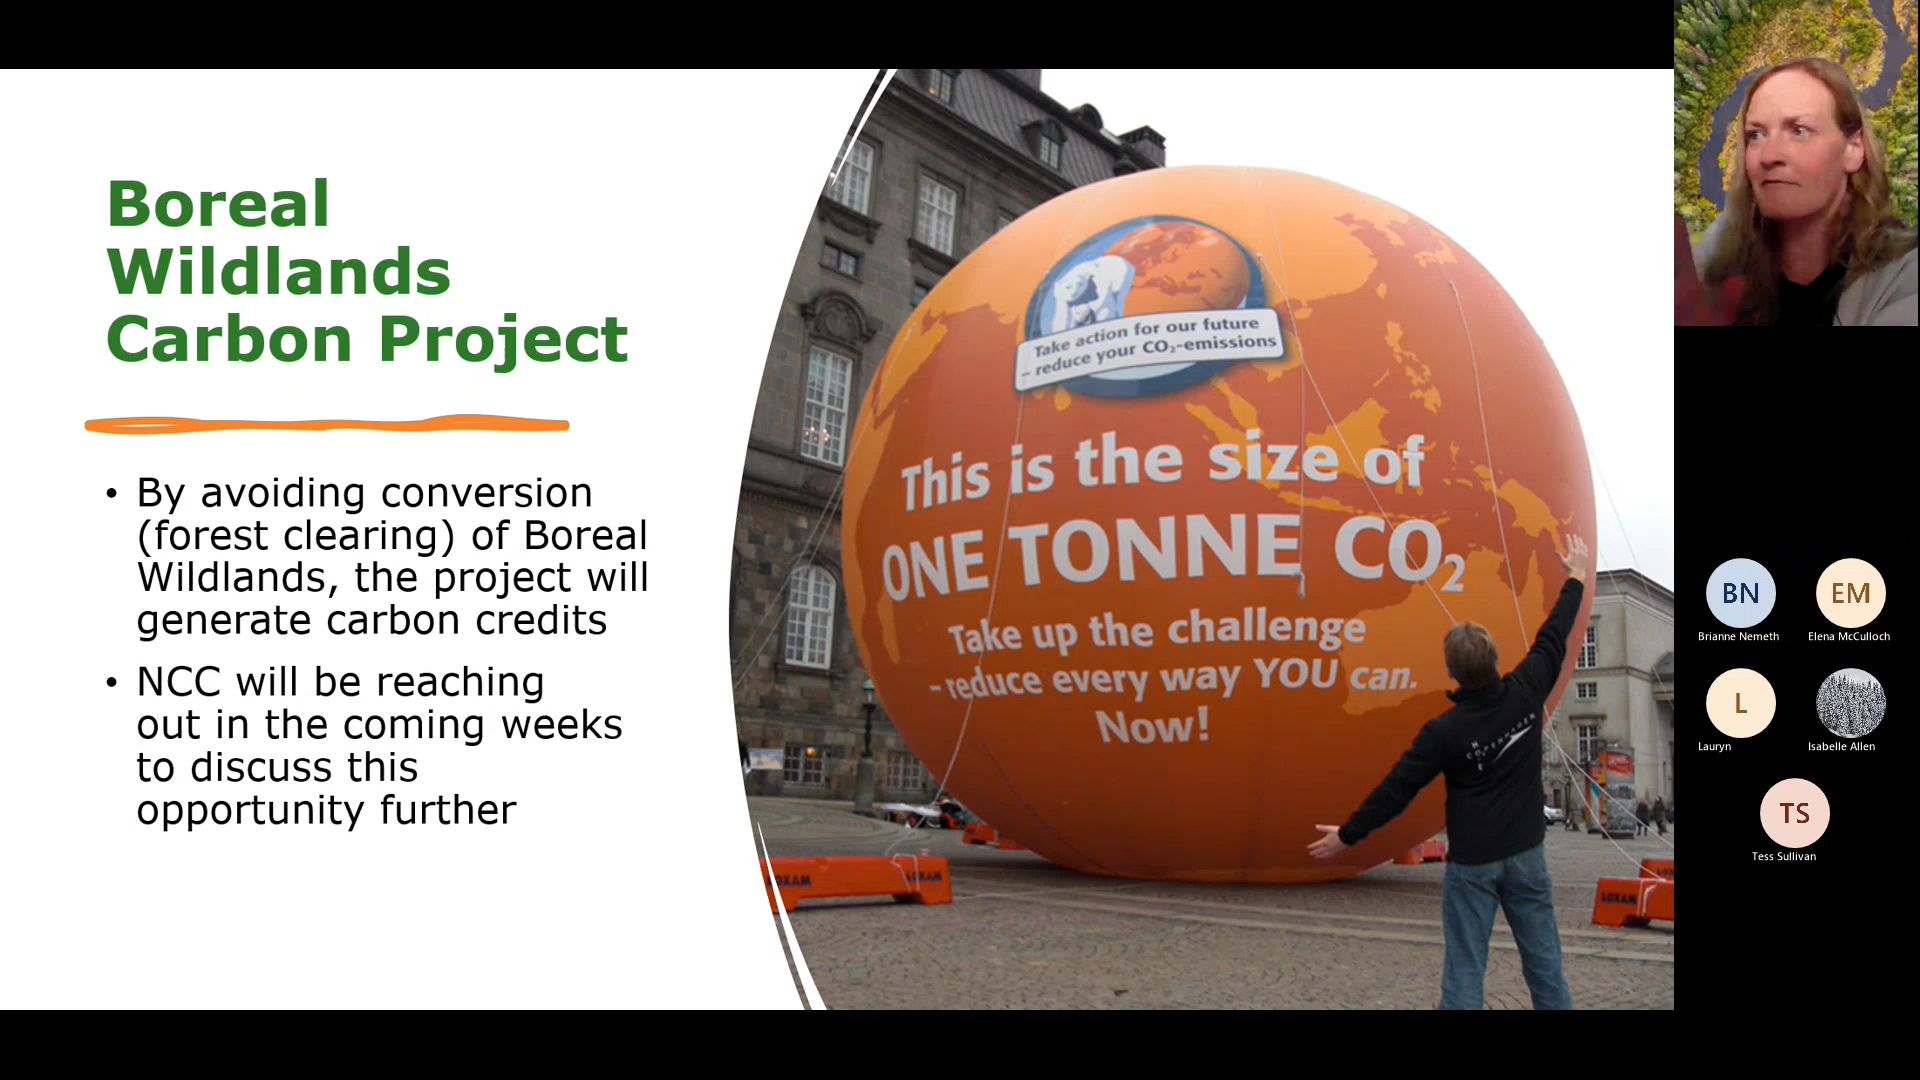 Boreal
Wildlands
Carbon Project
• By avoiding conversion
(forest clearing) of Boreal
Wildlands, the project will
generate carbon credits
• NCC will be reaching
out in the coming weeks
to discuss this
opportunity further
Take action for our future
– reduce your CO₂-emissions
This is the size of
ONE TONNE CO₂
Take up the challenge
- reduce every way YOU can.
Now!
LOXAM
LOXAM
LOXAM
BN
Brianne Nemeth
EM
Elena McCulloch
L
Lauryn
Isabelle Allen
TS
Tess Sullivan